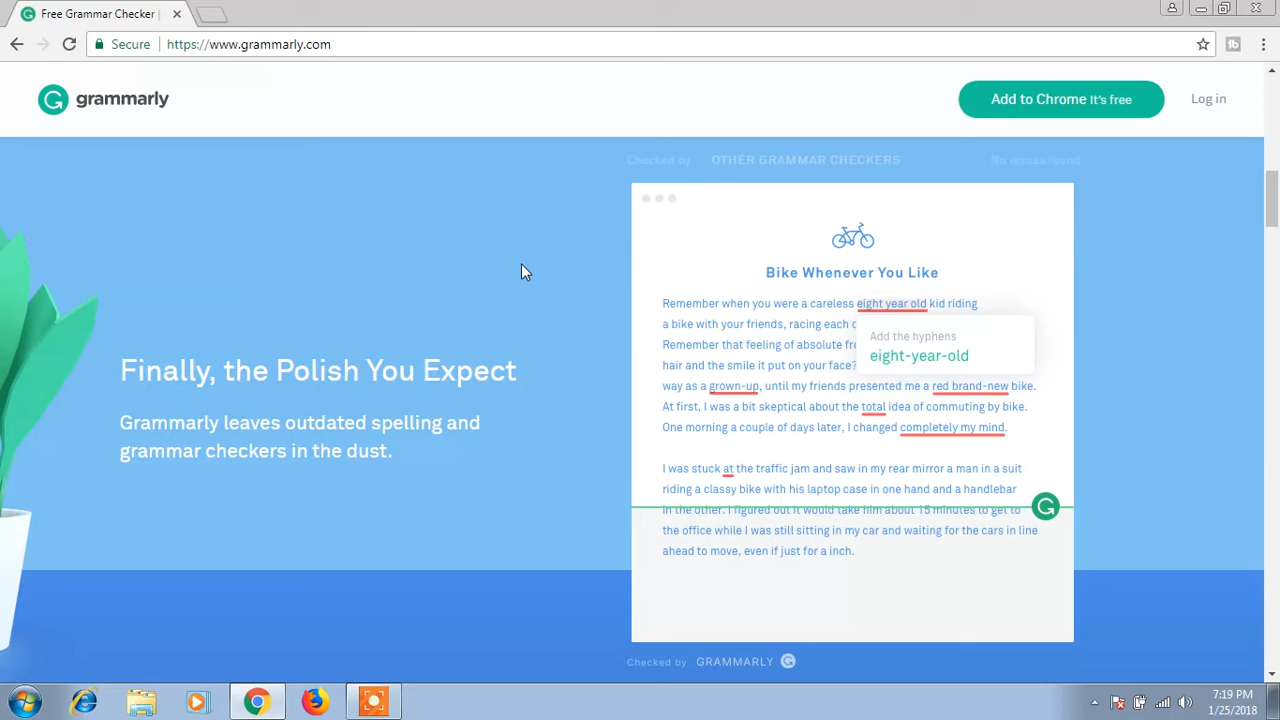 Free Grammar Checker |
Secure https://www.grammarly.com
grammarly
Add to Chrome It's free
Log in
Checked by OTHER GRAMMAR CHECKERS No issues found
Bike Whenever You Like
Remember when you were a careless eight year old kid riding
a bike with your friends, racing each
Add the hyphens
Remember that feeling of absolute
eight-year-old
hair and the smile it put on your face?
way as a grown-up, until my friends presented me a red brand-new bike.
At first, I was a bit skeptical about the total idea of commuting by bike.
One morning a couple of days later, I changed completely my mind.
Finally, the Polish You Expect
Grammarly leaves outdated spelling and
grammar checkers in the dust.
I was stuck at the traffic jam and saw in my rear mirror a man in a suit
riding a classy bike with his laptop case in one hand and a handlebar
in the other. I figured out it would take him about 15 minutes to get to
the office while I was still sitting in my car and waiting for the cars in line
ahead to move, even if just for a inch.
Checked by GRAMMARLY
7:19 PM
1/25/2018